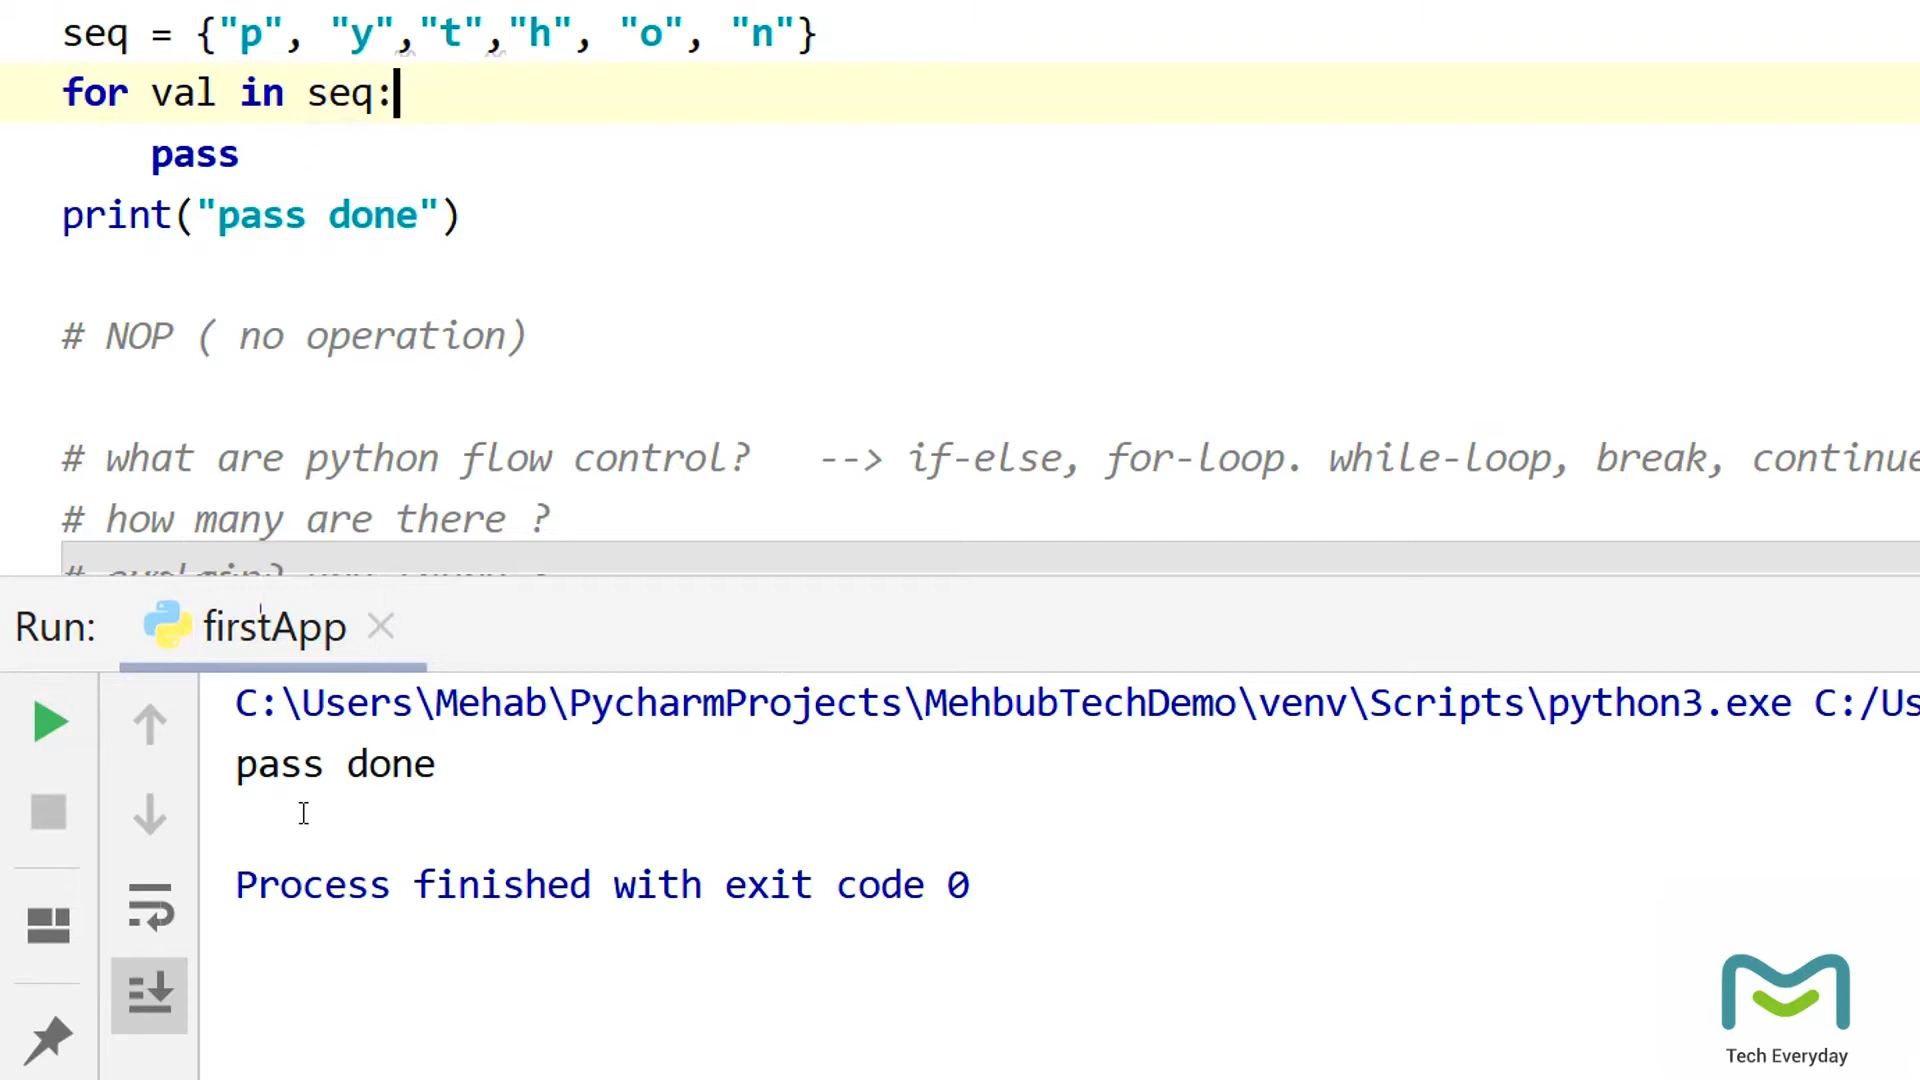 seq = {"p", "y","t","h", "o", "n"}
for val in seq:
    pass
print("pass done")
# NOP ( no operation)
# what are python flow control?   --> if-else, for-loop. while-loop, break, continue
# how many are there ?
Run: firstApp
C:\Users\Mehab\PycharmProjects\MehbubTechDemo\venv\Scripts\python3.exe C:/Us
pass done
Process finished with exit code 0
Tech Everyday